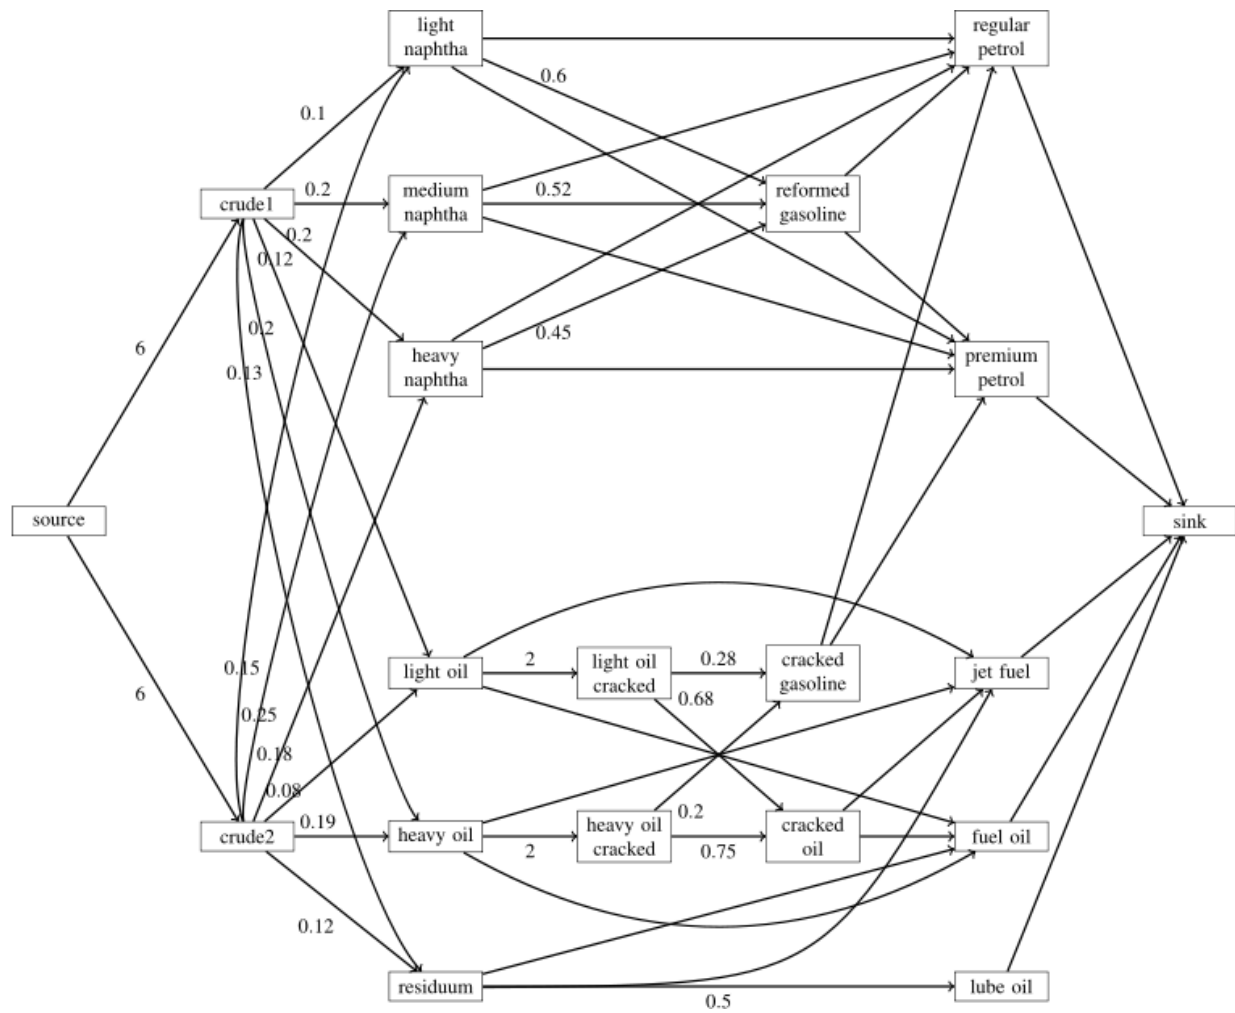 light
naphtha
regular
petrol
0.6
0.1
crude1
0.2
medium
naphtha
0.52
reformed
gasoline
0.2
0.12
0.2
0.45
6
0.13
heavy
naphtha
premium
petrol
source
sink
0.15
light oil
2
light oil
cracked
0.28
cracked
gasoline
jet fuel
6
0.68
0.25
0.18
0.08
0.2
crude2
0.19
heavy oil
2
heavy oil
cracked
0.75
cracked
oil
fuel oil
0.12
residuum
0.5
lube oil